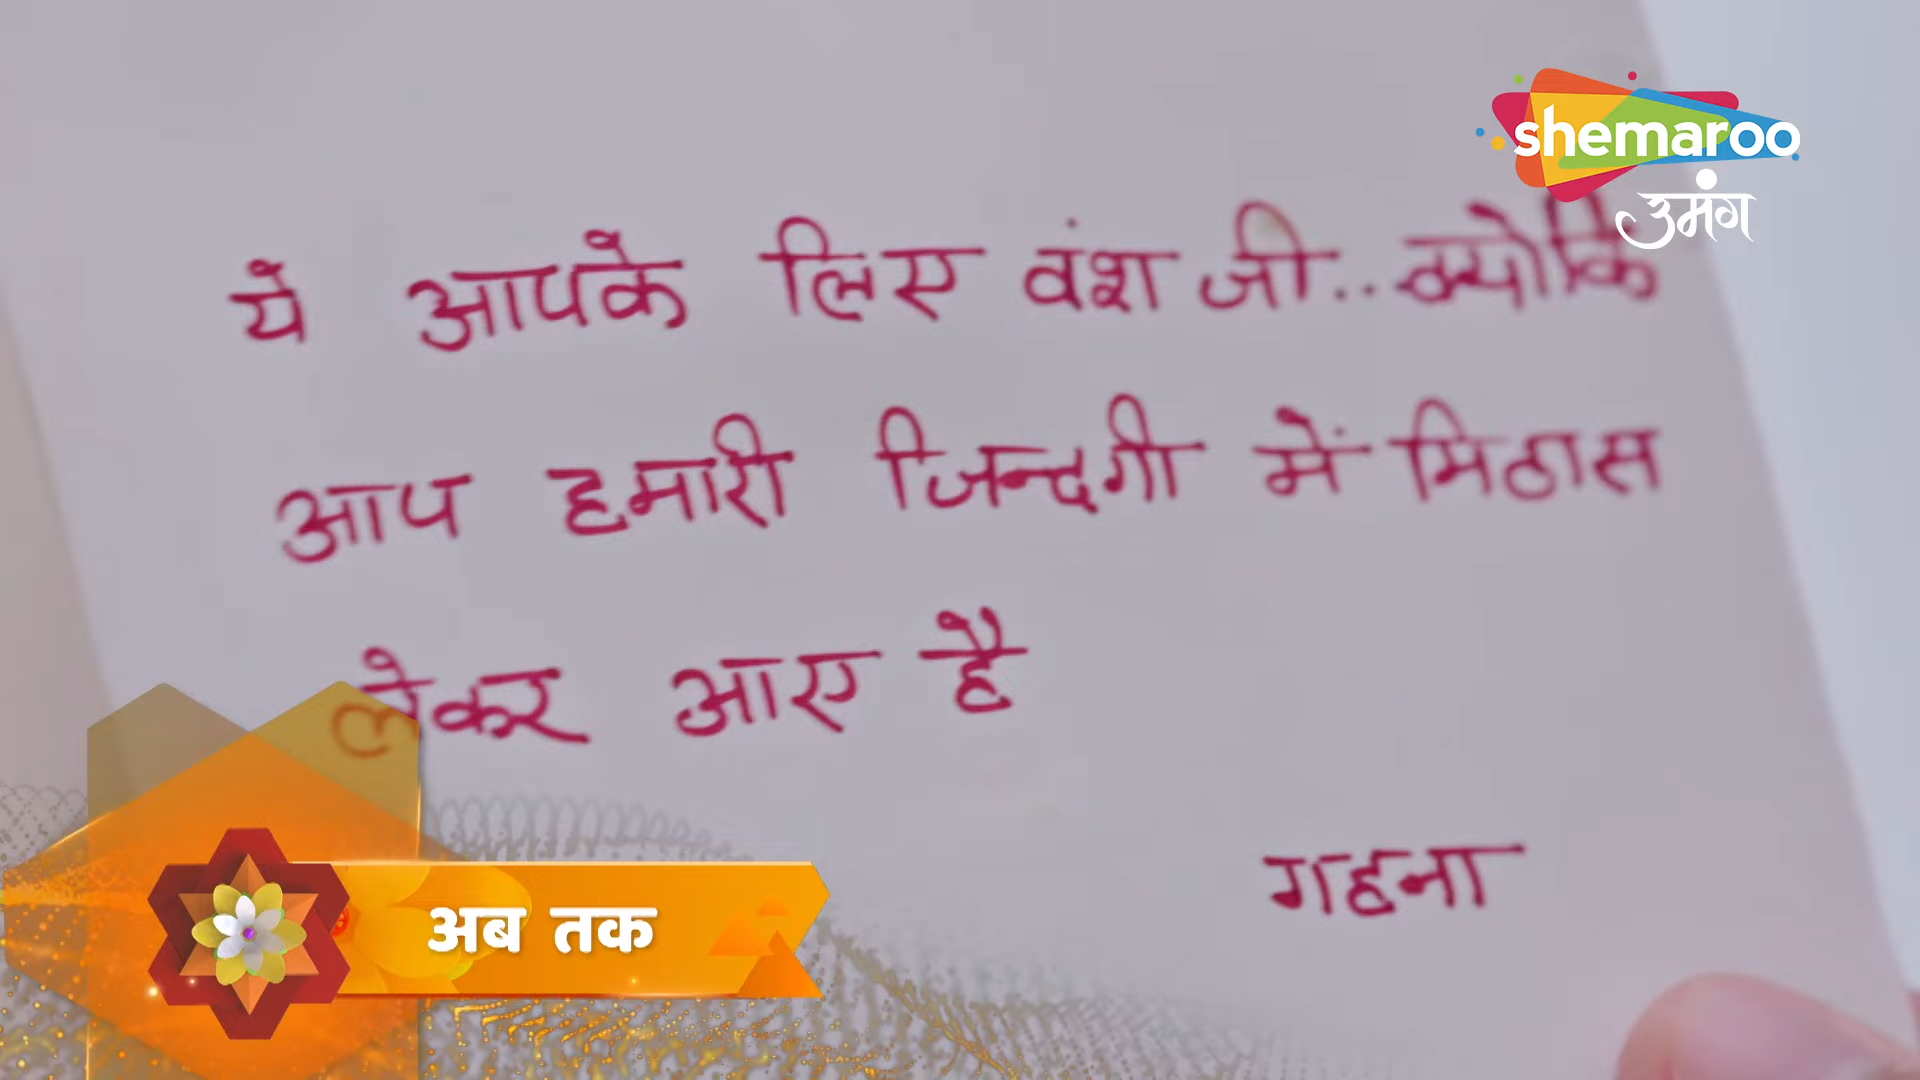 shemaroo
उमंग
ये आपके लिए वंश जी..क्योकि
आप हमारी जिन्दगी में मिठास
लेकर आए है
गहना
अब तक